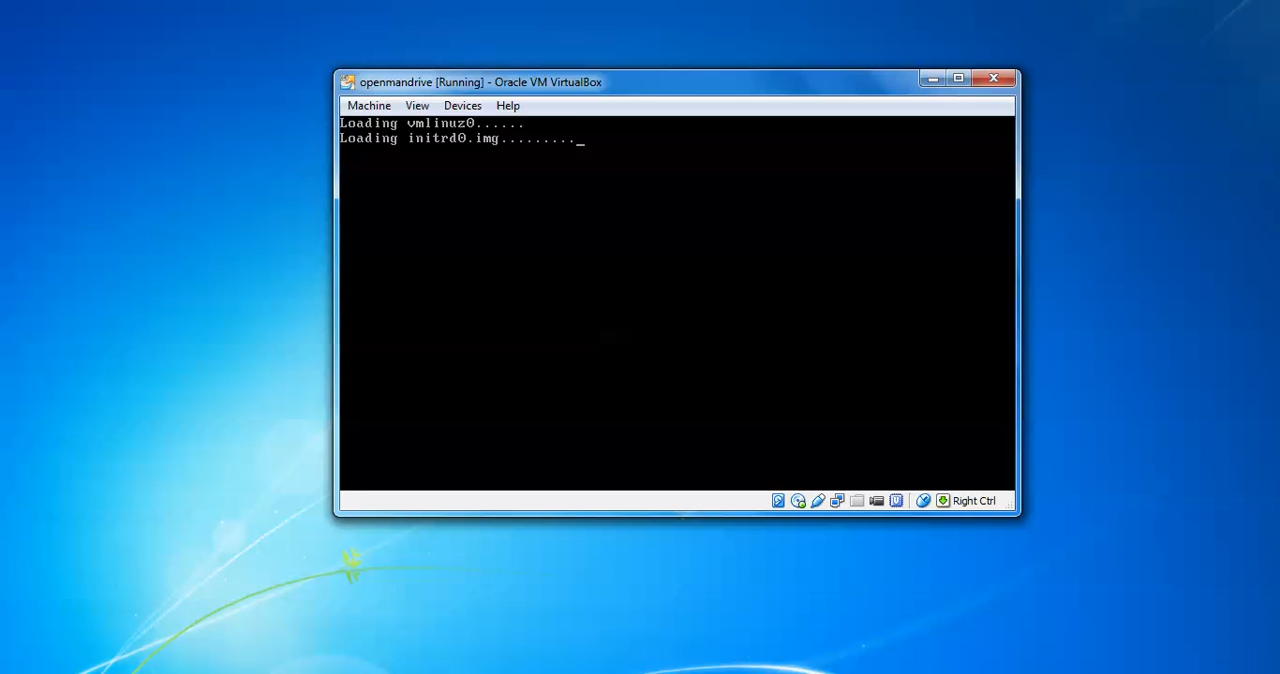 openmandrive [Running] - Oracle VM VirtualBox
Machine View Devices Help
Loading vmlinuz0......
Loading initrd0.img.........._
Right Ctrl